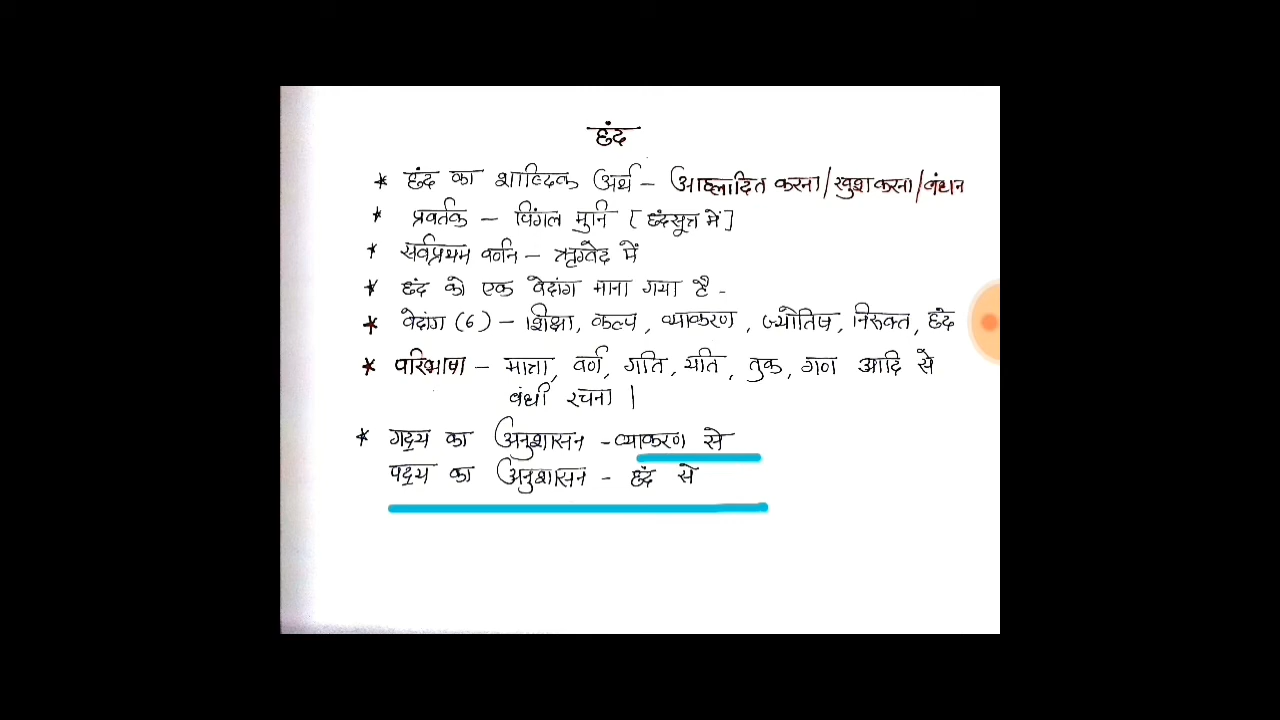 छंद
* छंद का शाब्दिक अर्थ - आह्लादित करना/खुश करना/बंधन
* प्रवर्तक - पिंगल मुनि [छंदसूत्र में]
* सर्वप्रथम वर्णन - ऋग्वेद में
* छंद को एक वेदांग माना गया है -
* वेदांग (6) - शिक्षा, कल्प, व्याकरण, ज्योतिष, निरूक्त, छंद
* परिभाषा - मात्रा, वर्ण, गति, यति, तुक, गण आदि से
बंधी रचना |
* गद्य का अनुशासन - व्याकरण से
पद्य का अनुशासन - छंद से